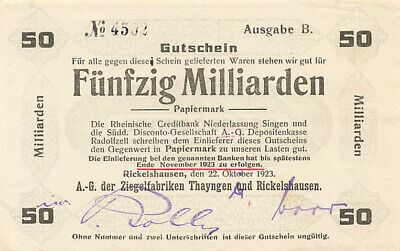 № 4502 Ausgabe B.
50 Gutschein 50
Für alle gegen diesen Schein gelieferten Waren stehen wir gut für
Fünfzig Milliarden
Papiermark
Milliarden
Milliarden
Die Rheinische Creditbank Niederlassung Singen und
die Südd. Disconto-Gesellschaft A.-G. Depositenkasse
Radolfzell schreiben dem Einlieferer dieses Gutscheins
den Gegenwert in Papiermark zu unseren Lasten gut.
Die Einlieferung bei den genannten Banken hat bis spätestens
Ende November 1923 zu erfolgen.
Rickelshausen, den 22. Oktober 1923.
A.-G. der Ziegelfabriken Thayngen und Rickelshausen.
50 50
Ohne Nummer und zwei Unterschriften ist dieser Gutschein ungültig.